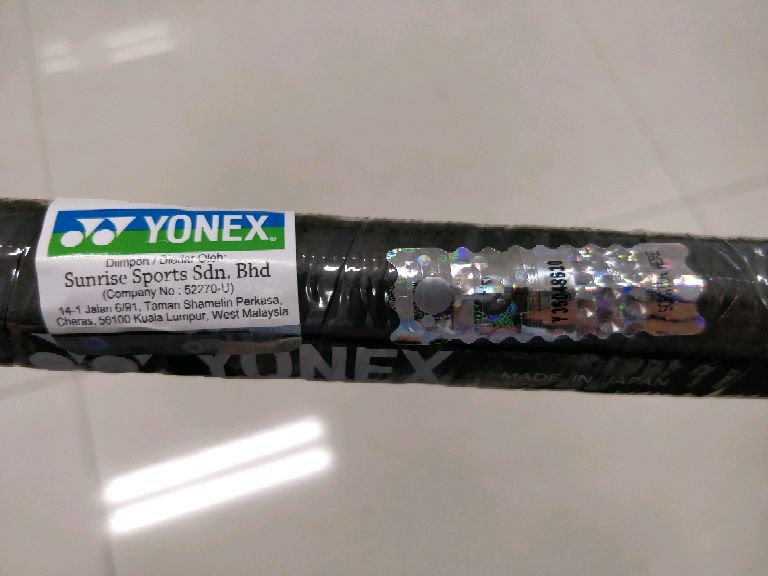 YONEX
Diimport / Diedar Oleh:
Sunrise Sports Sdn. Bhd
(Company No : 52770-U)
14-1 Jalan 6/91, Taman Shamelin Perkasa,
Cheras, 56100 Kuala Lumpur, West Malaysia
YONEX
MADE IN JAPAN